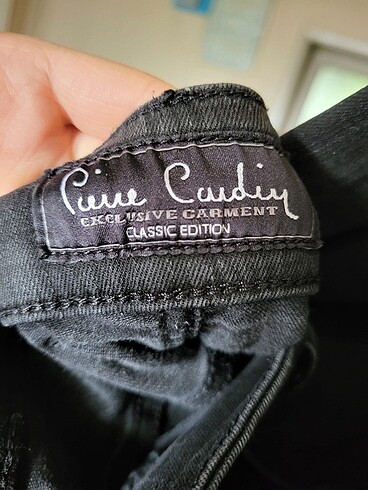 Pierre Cardin
EXCLUSIVE GARMENT
CLASSIC EDITION